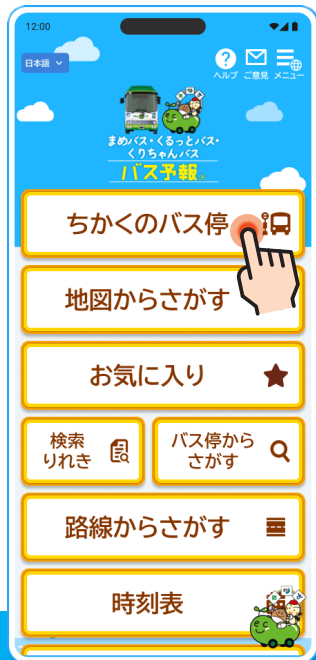 12:00
日本語
ヘルプ ご意見 メニュー
まめバス・くるっとバス・
くりちゃんバス
バス予報
ちかくのバス停
地図からさがす
お気に入り
検索
りれき
バス停から
さがす
路線からさがす
時刻表